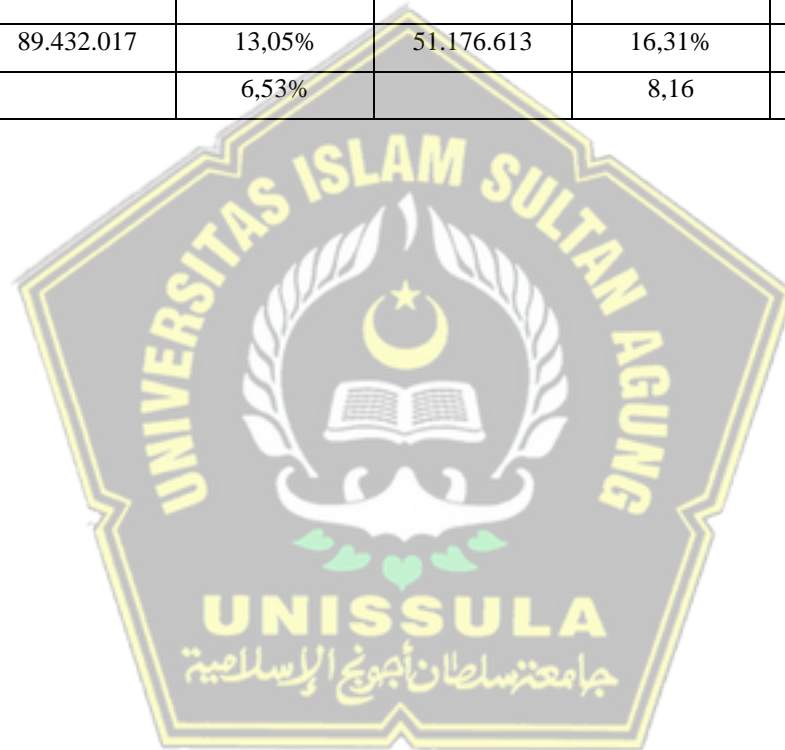 89.432.017 13,05% 51.176.613 16,31%
6,53% 8,16
UNIVERSITAS ISLAM SULTAN AGUNG
UNISSULA
جامعة سلطان أجونج الإسلامية